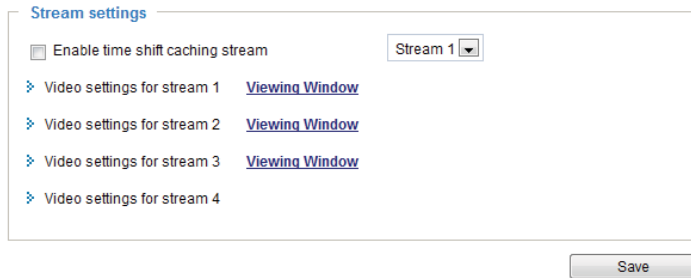 Stream settings
Enable time shift caching stream Stream 1
Video settings for stream 1 Viewing Window
Video settings for stream 2 Viewing Window
Video settings for stream 3 Viewing Window
Video settings for stream 4
Save